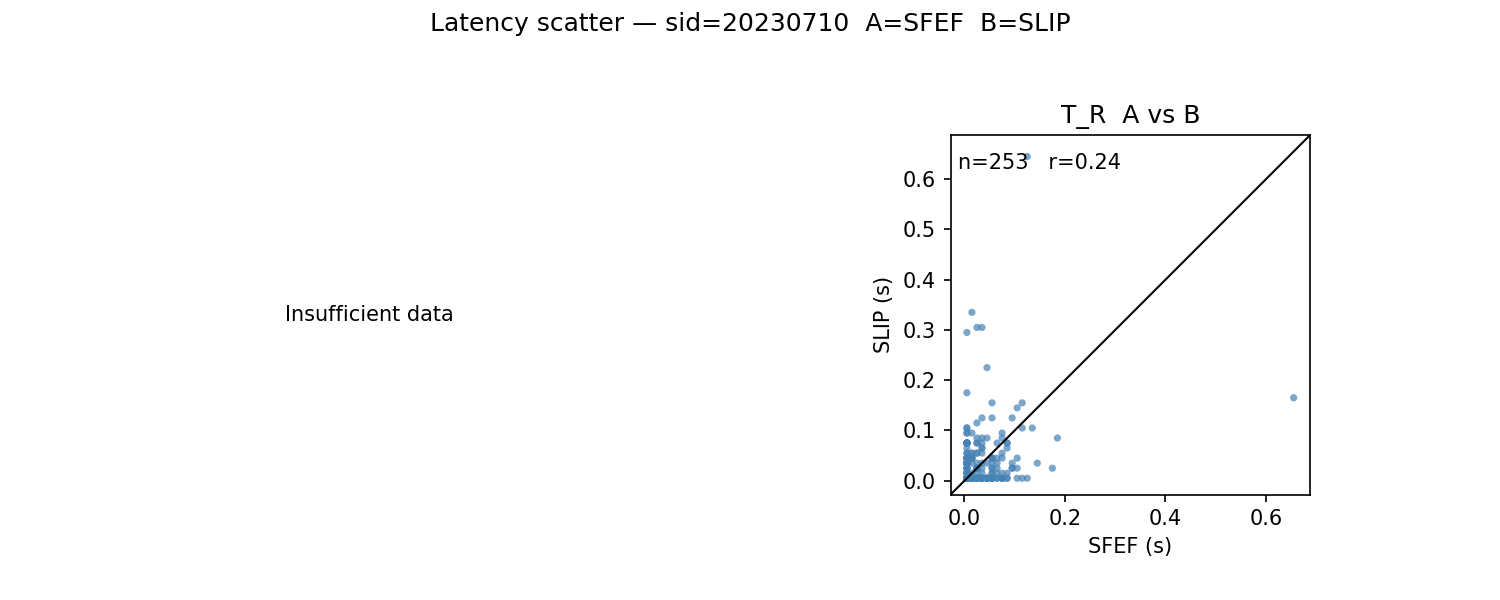 Latency scatter — sid=20230710  A=SFEF  B=SLIP
Insufficient data
T_R  A vs B
n=253   r=0.24
0.6
0.5
0.4
0.3
0.2
0.1
0.0
SLIP (s)
0.0 0.2 0.4 0.6
SFEF (s)